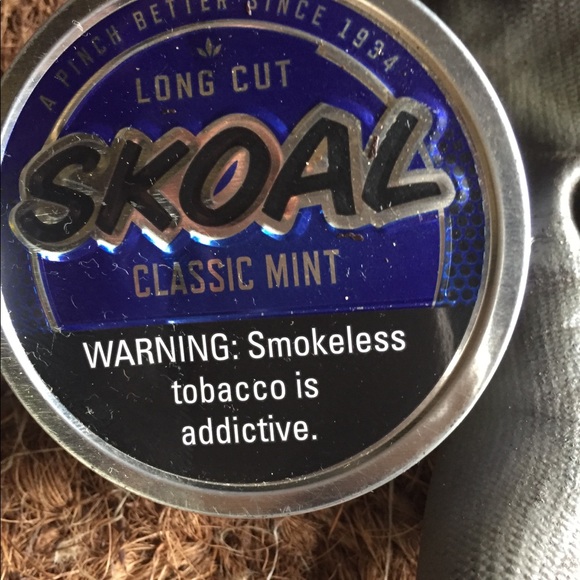 A PINCH BETTER SINCE 1934
LONG CUT
SKOAL
CLASSIC MINT
WARNING: Smokeless
tobacco is
addictive.